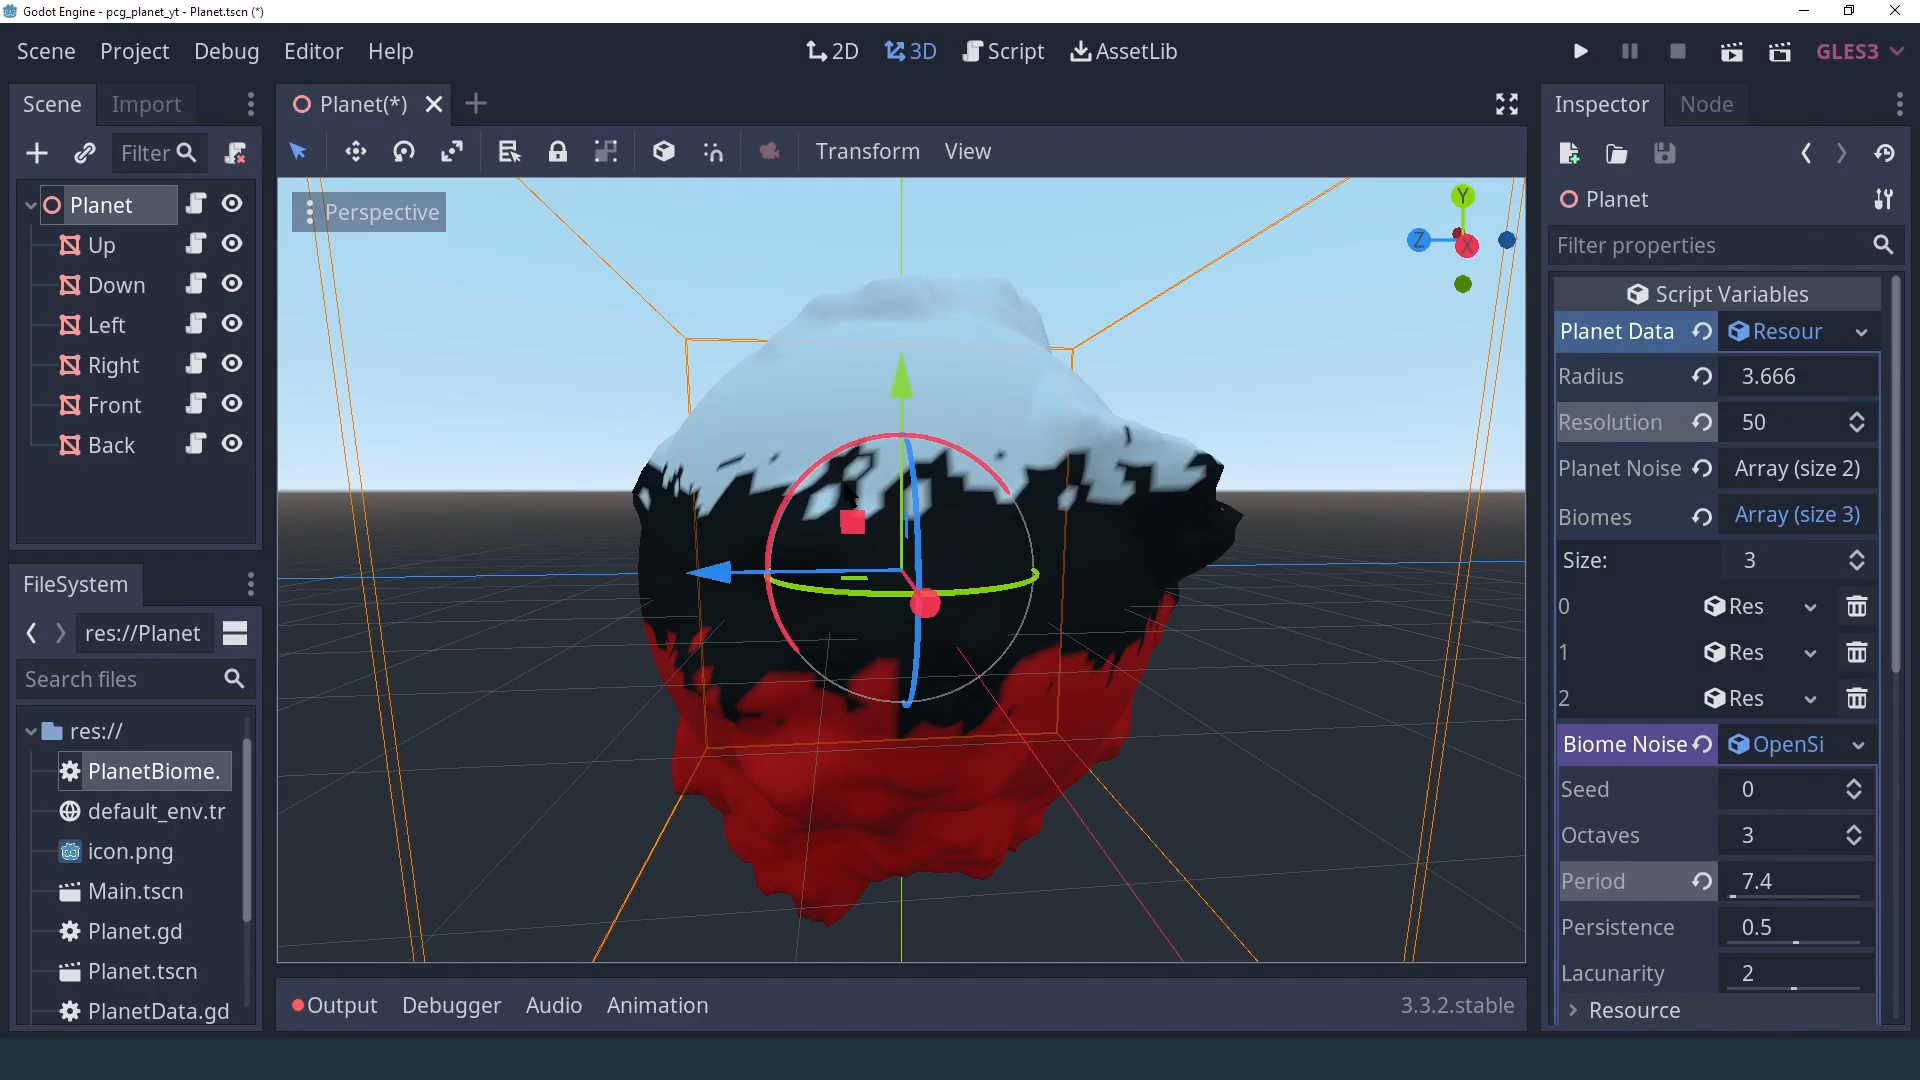 Godot Engine - pcg_planet_yt - Planet.tscn (*)
Scene Project Debug Editor Help
2D 3D Script AssetLib
GLES3
Scene Import
Filter
Planet
Up
Down
Left
Right
Front
Back
FileSystem
res://Planet
Search files
res://
PlanetBiome.
default_env.tr
icon.png
Main.tscn
Planet.gd
Planet.tscn
PlanetData.gd
Planet(*)
Transform View
Perspective
Y
Z
X
Output Debugger Audio Animation
3.3.2.stable
Inspector Node
Planet
Filter properties
Script Variables
Planet Data Resour
Radius 3.666
Resolution 50
Planet Noise Array (size 2)
Biomes Array (size 3)
Size: 3
0 Res
1 Res
2 Res
Biome Noise OpenSi
Seed 0
Octaves 3
Period 7.4
Persistence 0.5
Lacunarity 2
Resource